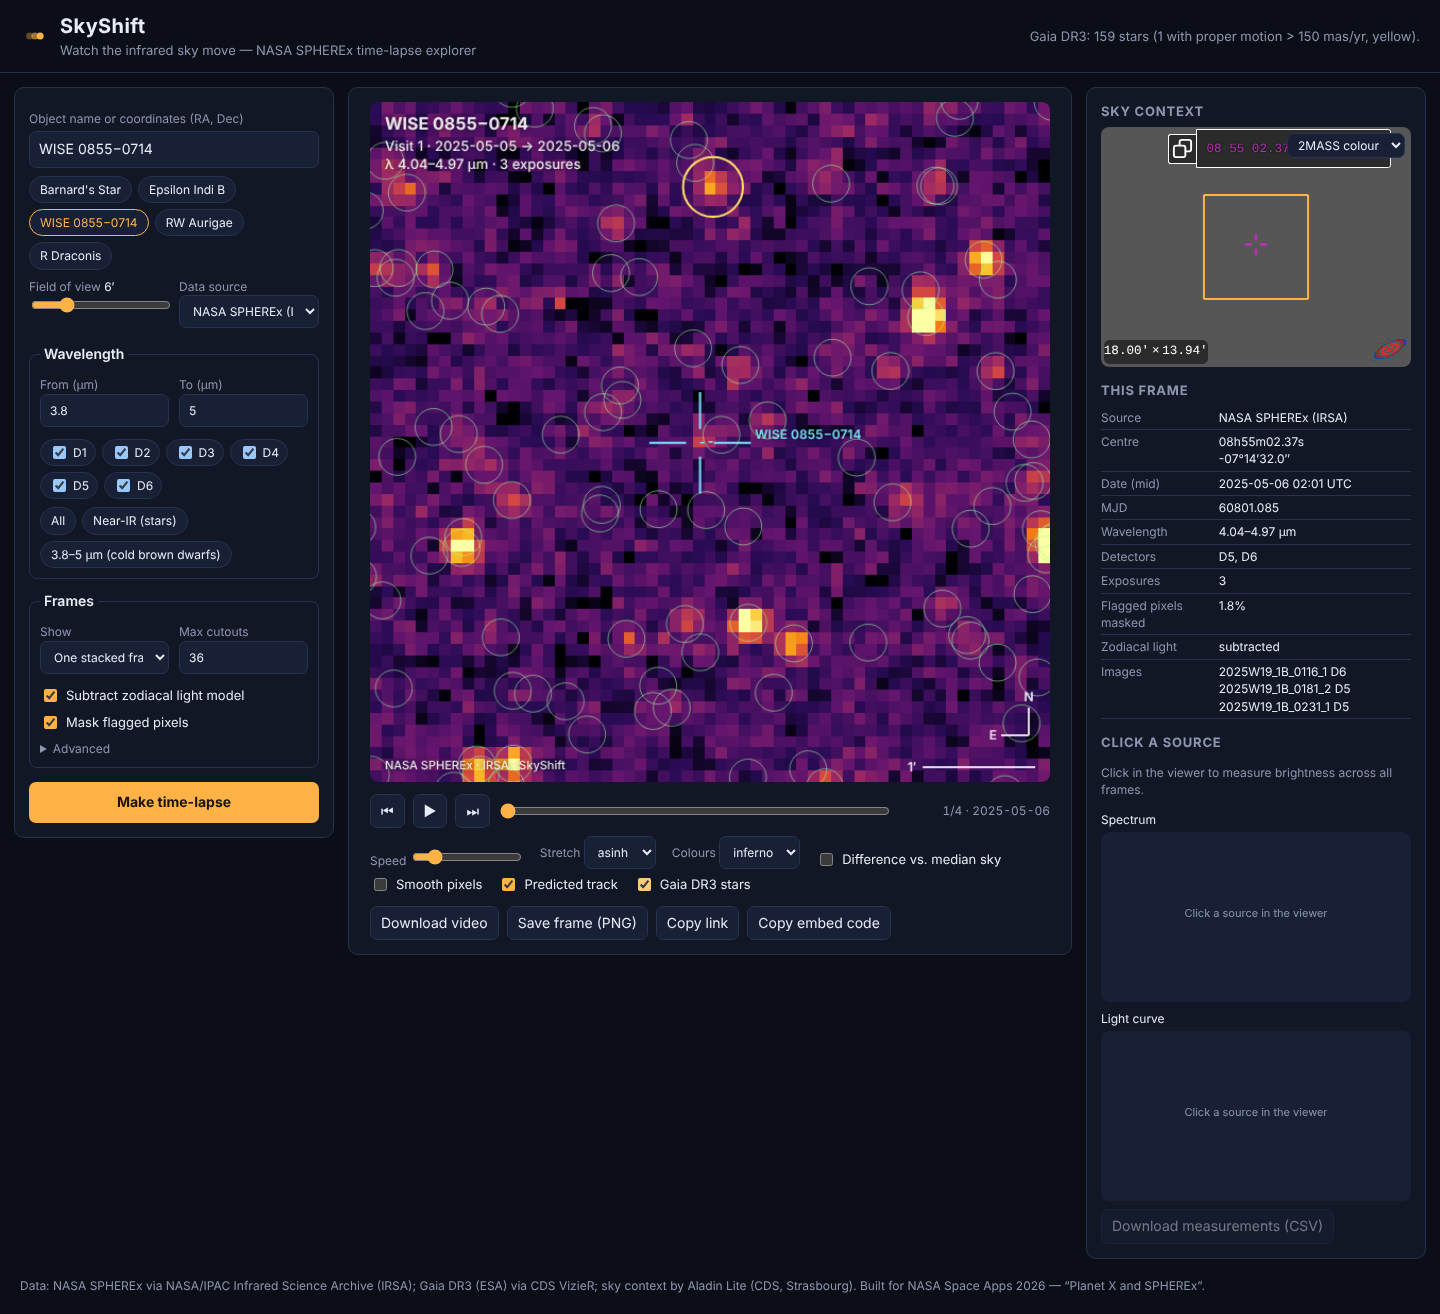 SkyShift
Watch the infrared sky move — NASA SPHEREx time-lapse explorer
Gaia DR3: 159 stars (1 with proper motion > 150 mas/yr, yellow).
Object name or coordinates (RA, Dec)
WISE 0855−0714
Barnard's Star
Epsilon Indi B
WISE 0855−0714
RW Aurigae
R Draconis
Field of view 6′
Data source
NASA SPHEREx (I
Wavelength
From (µm)
To (µm)
3.8
5
D1
D2
D3
D4
D5
D6
All
Near-IR (stars)
3.8–5 µm (cold brown dwarfs)
Frames
Show
Max cutouts
One stacked fra
36
Subtract zodiacal light model
Mask flagged pixels
Advanced
Make time-lapse
WISE 0855−0714
Visit 1 · 2025-05-05 → 2025-05-06
λ 4.04–4.97 µm · 3 exposures
WISE 0855−0714
N
E
1′
NASA SPHEREx · IRSA · SkyShift
1/4 · 2025-05-06
Speed
Stretch
asinh
Colours
inferno
Difference vs. median sky
Smooth pixels
Predicted track
Gaia DR3 stars
Download video
Save frame (PNG)
Copy link
Copy embed code
SKY CONTEXT
08 55 02.37
2MASS colour
18.00' × 13.94'
THIS FRAME
Source
NASA SPHEREx (IRSA)
Centre
08h55m02.37s
-07°14′32.0″
Date (mid)
2025-05-06 02:01 UTC
MJD
60801.085
Wavelength
4.04–4.97 µm
Detectors
D5, D6
Exposures
3
Flagged pixels
masked
1.8%
Zodiacal light
subtracted
Images
2025W19_1B_0116_1 D6
2025W19_1B_0181_2 D5
2025W19_1B_0231_1 D5
CLICK A SOURCE
Click in the viewer to measure brightness across all
frames.
Spectrum
Click a source in the viewer
Light curve
Click a source in the viewer
Download measurements (CSV)
Data: NASA SPHEREx via NASA/IPAC Infrared Science Archive (IRSA); Gaia DR3 (ESA) via CDS VizieR; sky context by Aladin Lite (CDS, Strasbourg). Built for NASA Space Apps 2026 — “Planet X and SPHEREx”.